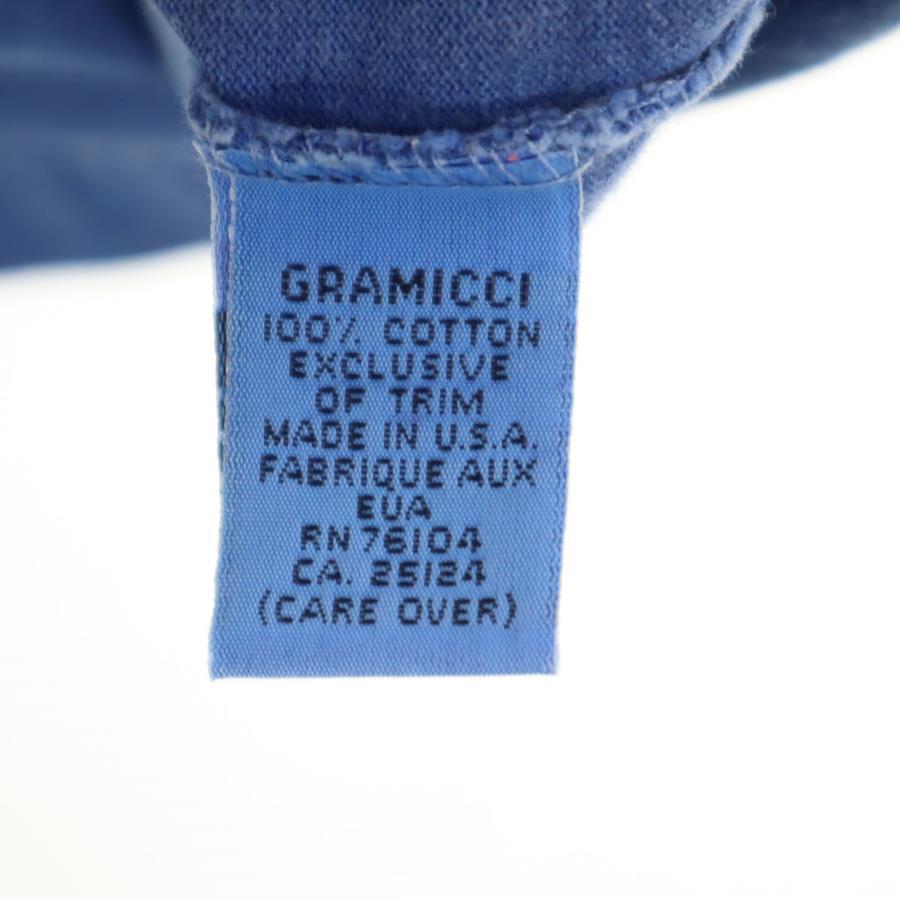 GRAMICCI
100% COTTON
EXCLUSIVE
OF TRIM
MADE IN U.S.A.
FABRIQUE AUX
EUA
RN 76104
CA. 25124
(CARE OVER)